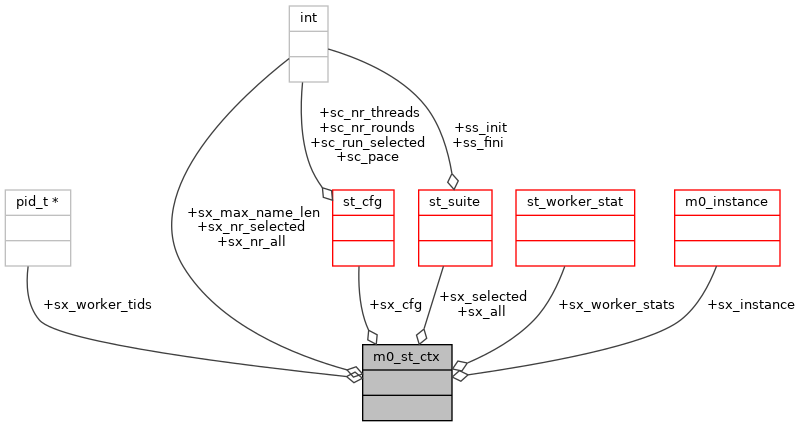 int
+sc_nr_threads
+sc_nr_rounds
+sc_run_selected
+sc_pace
+ss_init
+ss_fini
pid_t *
st_cfg
st_suite
st_worker_stat
m0_instance
+sx_max_name_len
+sx_nr_selected
+sx_nr_all
+sx_worker_tids
+sx_cfg
+sx_selected
+sx_all
+sx_worker_stats
+sx_instance
m0_st_ctx